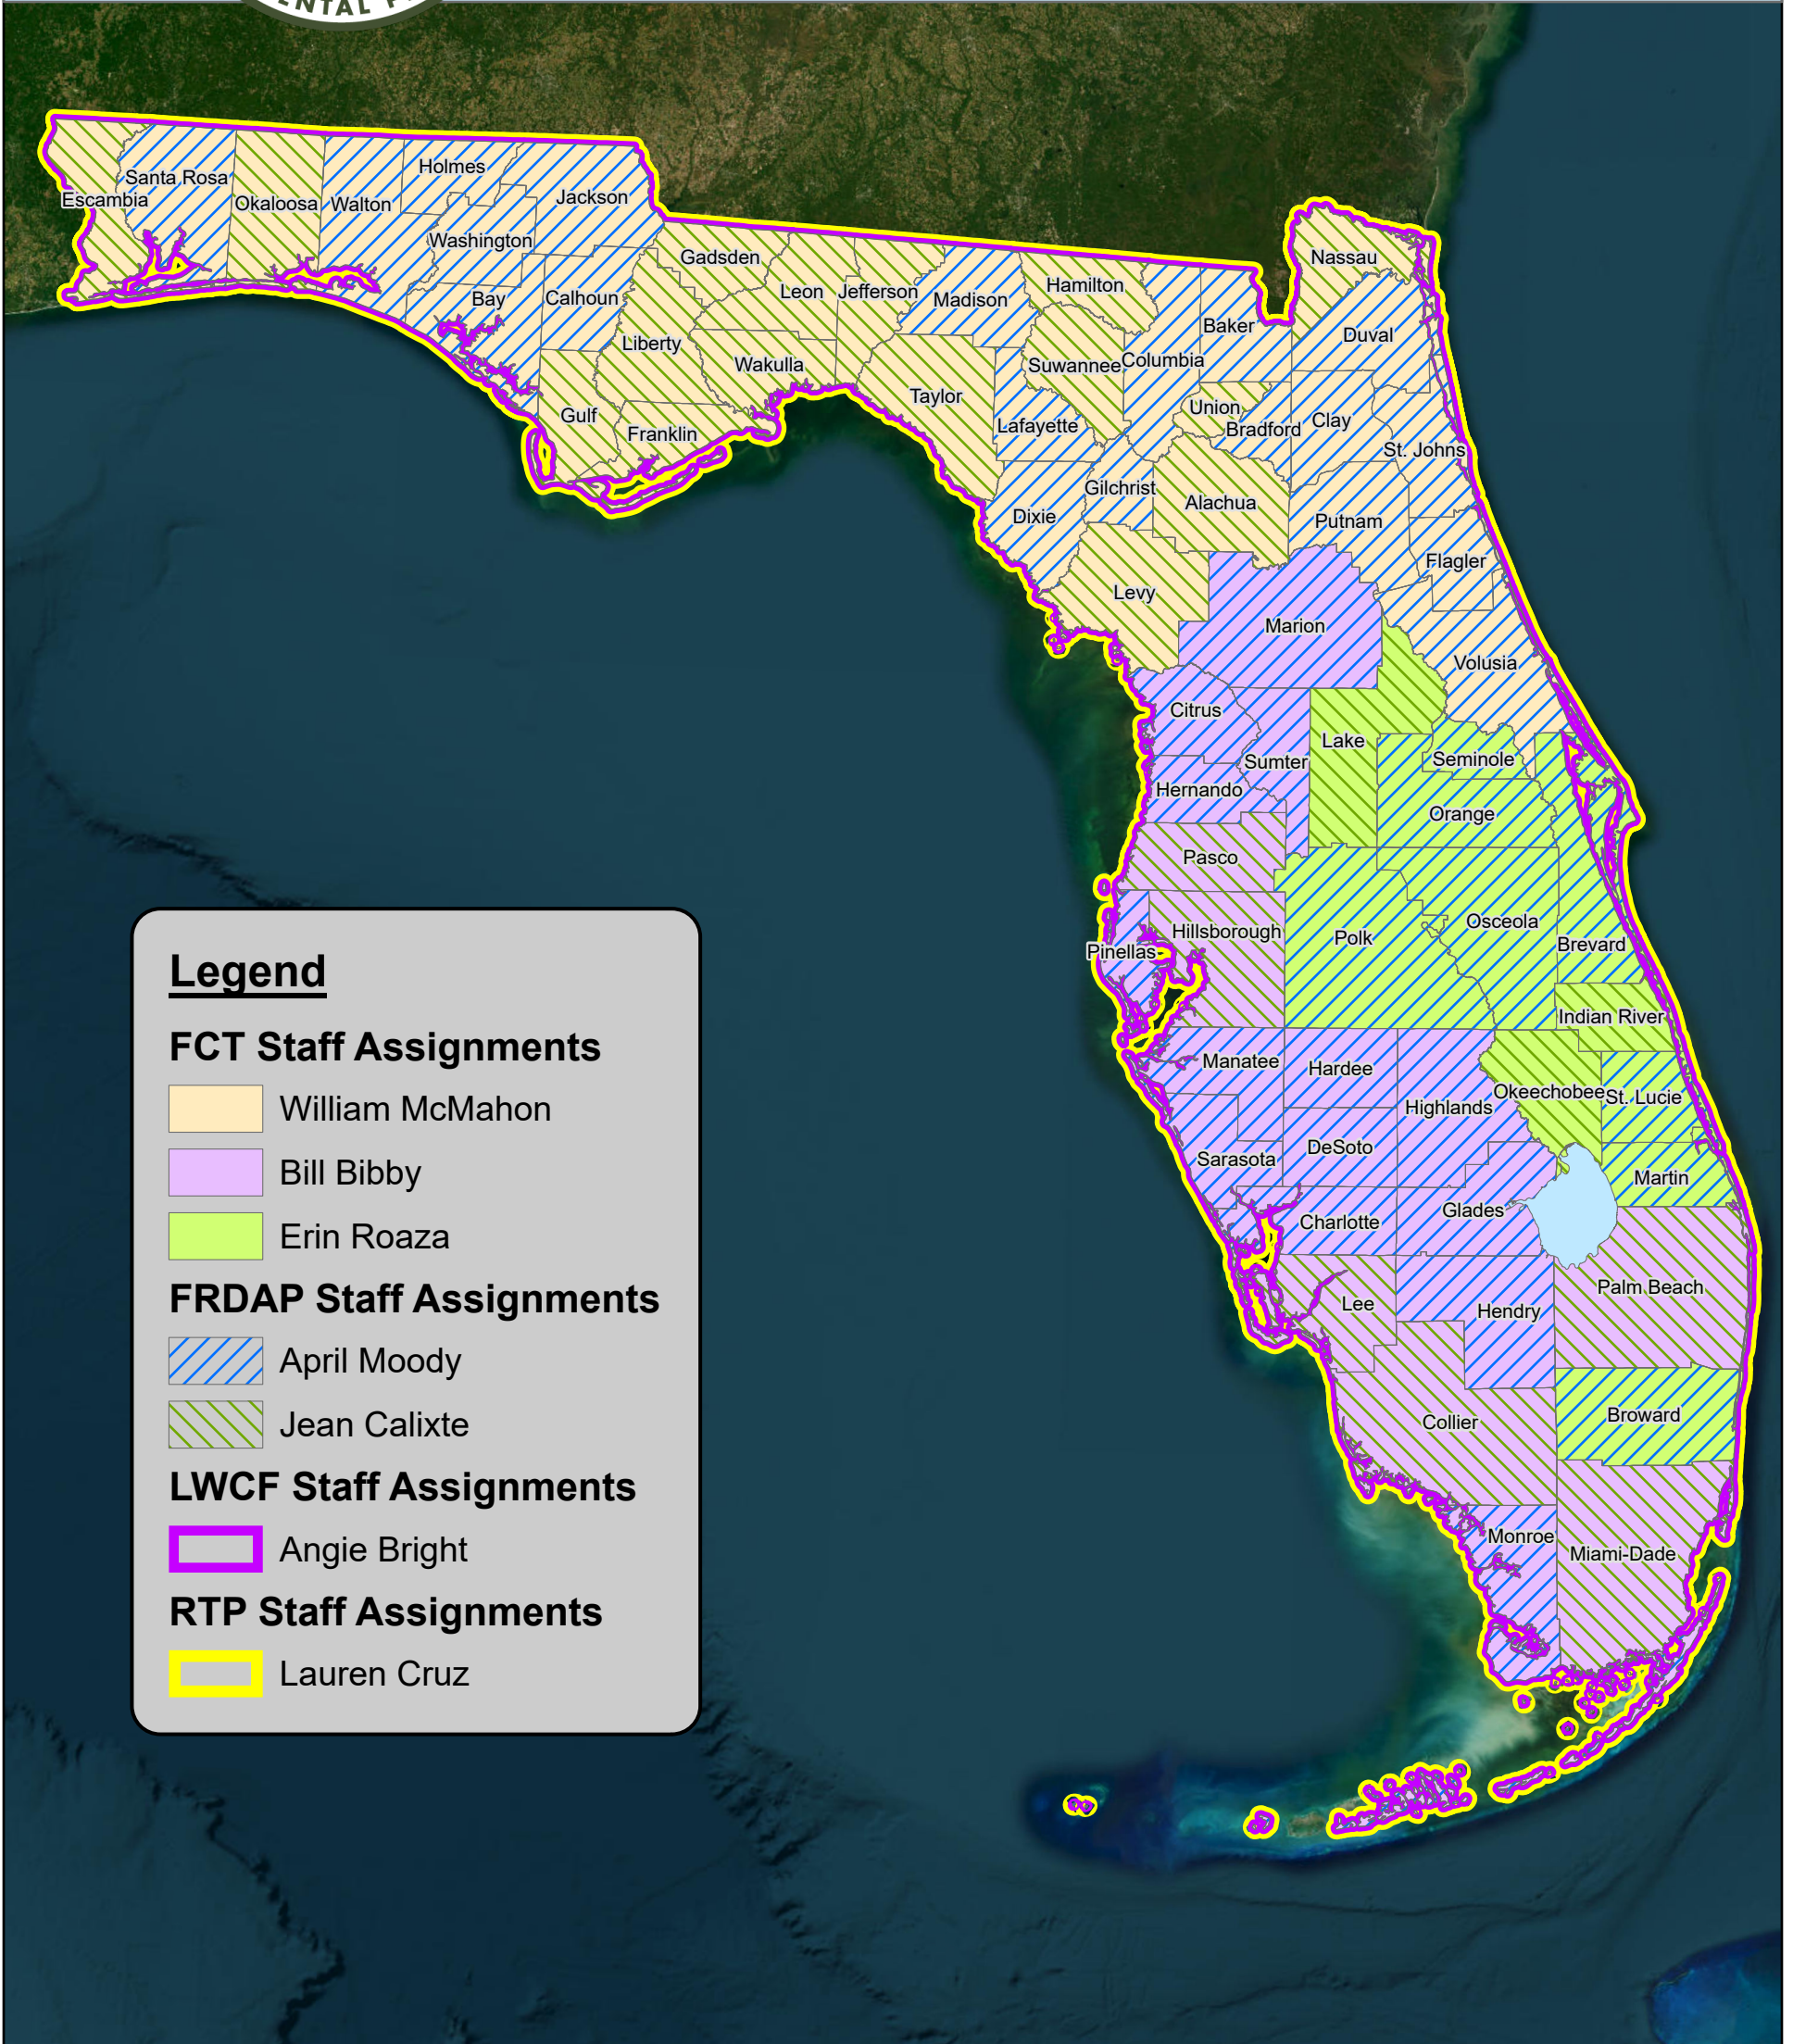 ENTAL P
Santa Rosa
Escambia
Okaloosa
Walton
Holmes
Jackson
Washington
Bay
Calhoun
Gadsden
Leon
Jefferson
Madison
Hamilton
Nassau
Liberty
Wakulla
Taylor
Suwannee
Columbia
Baker
Duval
Gulf
Franklin
Lafayette
Union
Bradford
Clay
St. Johns
Dixie
Gilchrist
Alachua
Putnam
Flagler
Levy
Marion
Volusia
Citrus
Sumter
Lake
Seminole
Hernando
Orange
Pasco
Pinellas
Hillsborough
Polk
Osceola
Brevard
Indian River
Manatee
Hardee
Highlands
Okeechobee
St. Lucie
Sarasota
DeSoto
Martin
Charlotte
Glades
Lee
Hendry
Palm Beach
Collier
Broward
Monroe
Miami-Dade
Legend
FCT Staff Assignments
William McMahon
Bill Bibby
Erin Roaza
FRDAP Staff Assignments
April Moody
Jean Calixte
LWCF Staff Assignments
Angie Bright
RTP Staff Assignments
Lauren Cruz